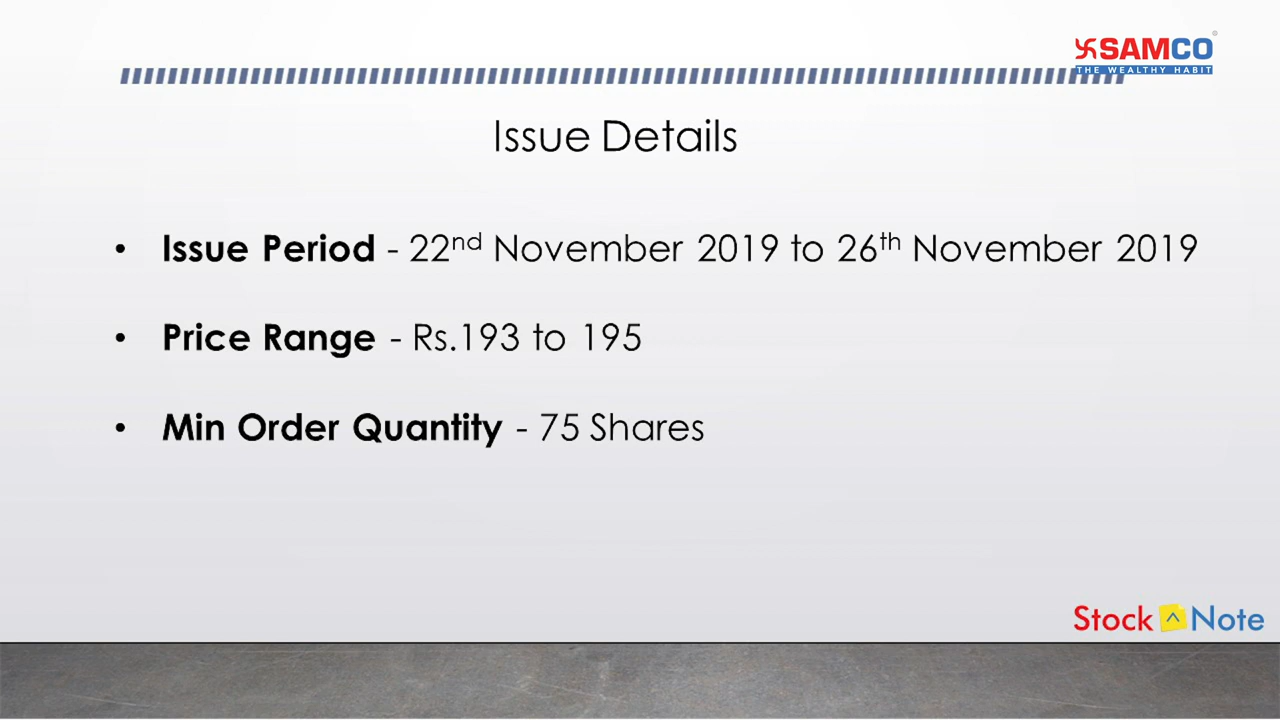 SAMCO
THE WEALTHY HABIT
Issue Details
• Issue Period - 22nd November 2019 to 26th November 2019
• Price Range - Rs.193 to 195
• Min Order Quantity - 75 Shares
Stock Note